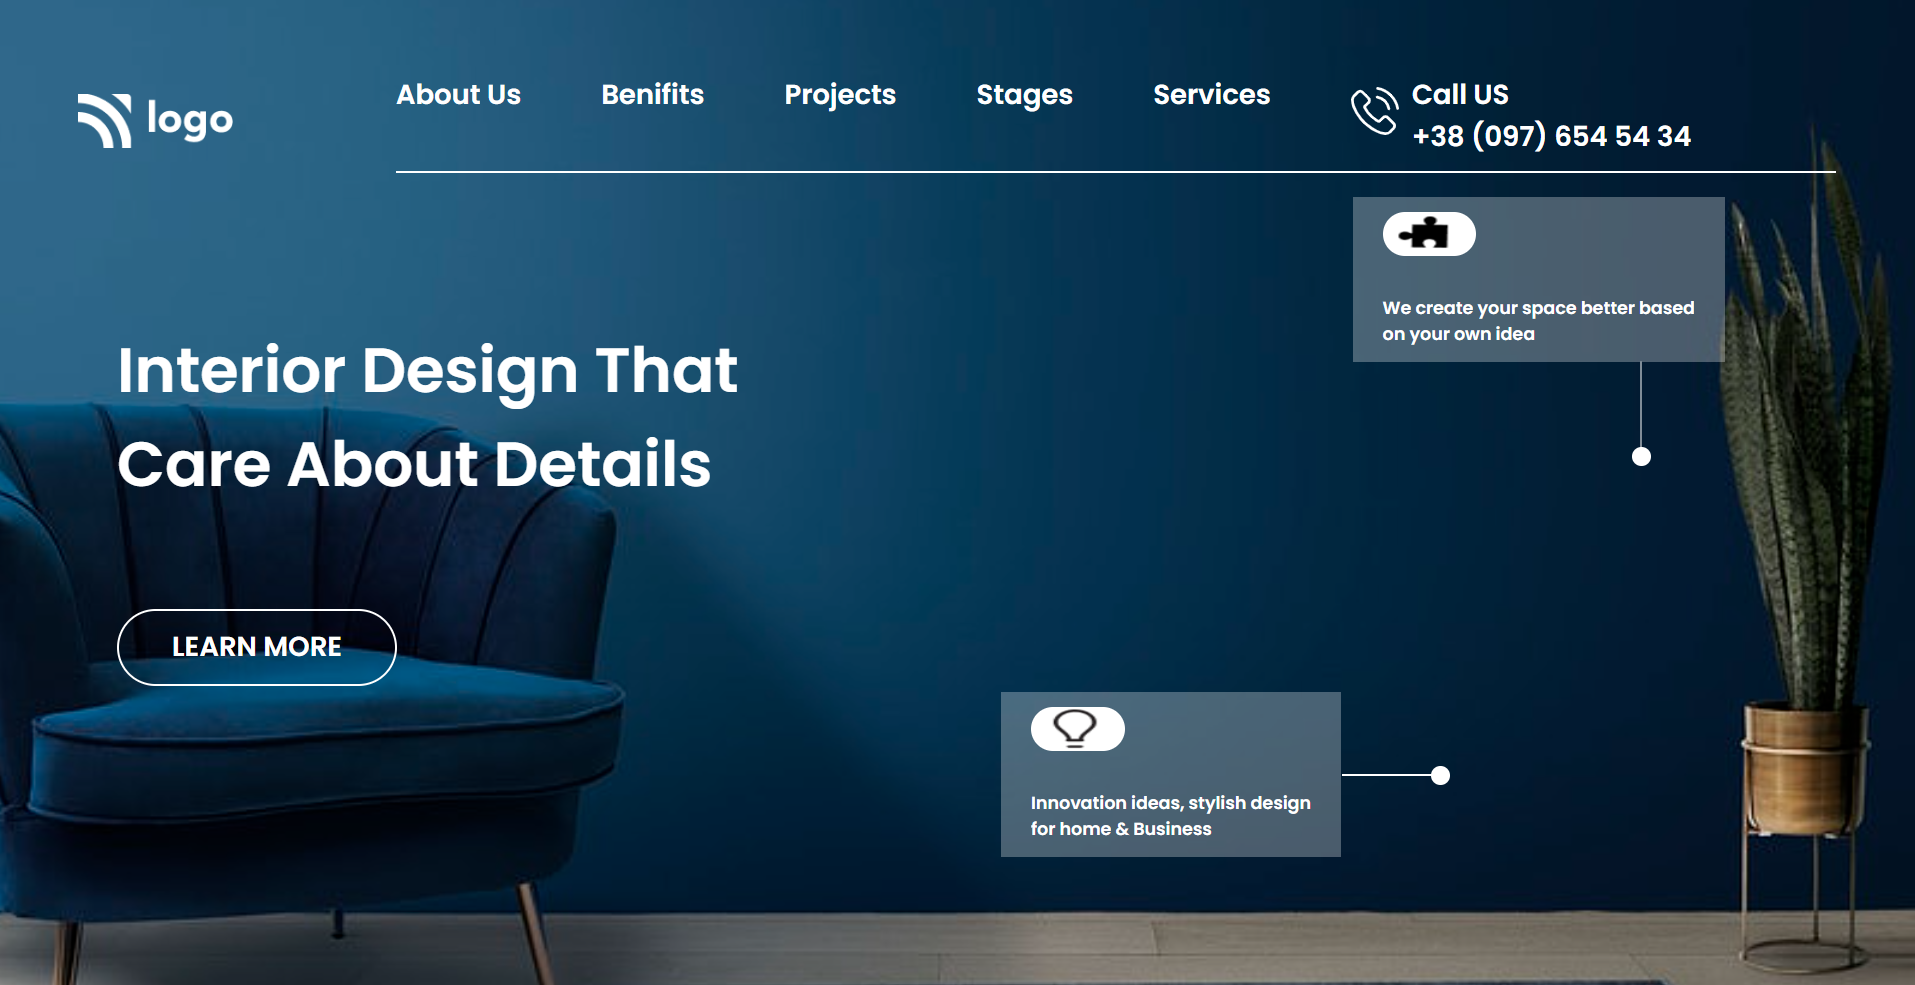 logo
About Us
Benifits
Projects
Stages
Services
Call US
+38 (097) 654 54 34
We create your space better based
on your own idea
Interior Design That
Care About Details
LEARN MORE
Innovation ideas, stylish design
for home & Business